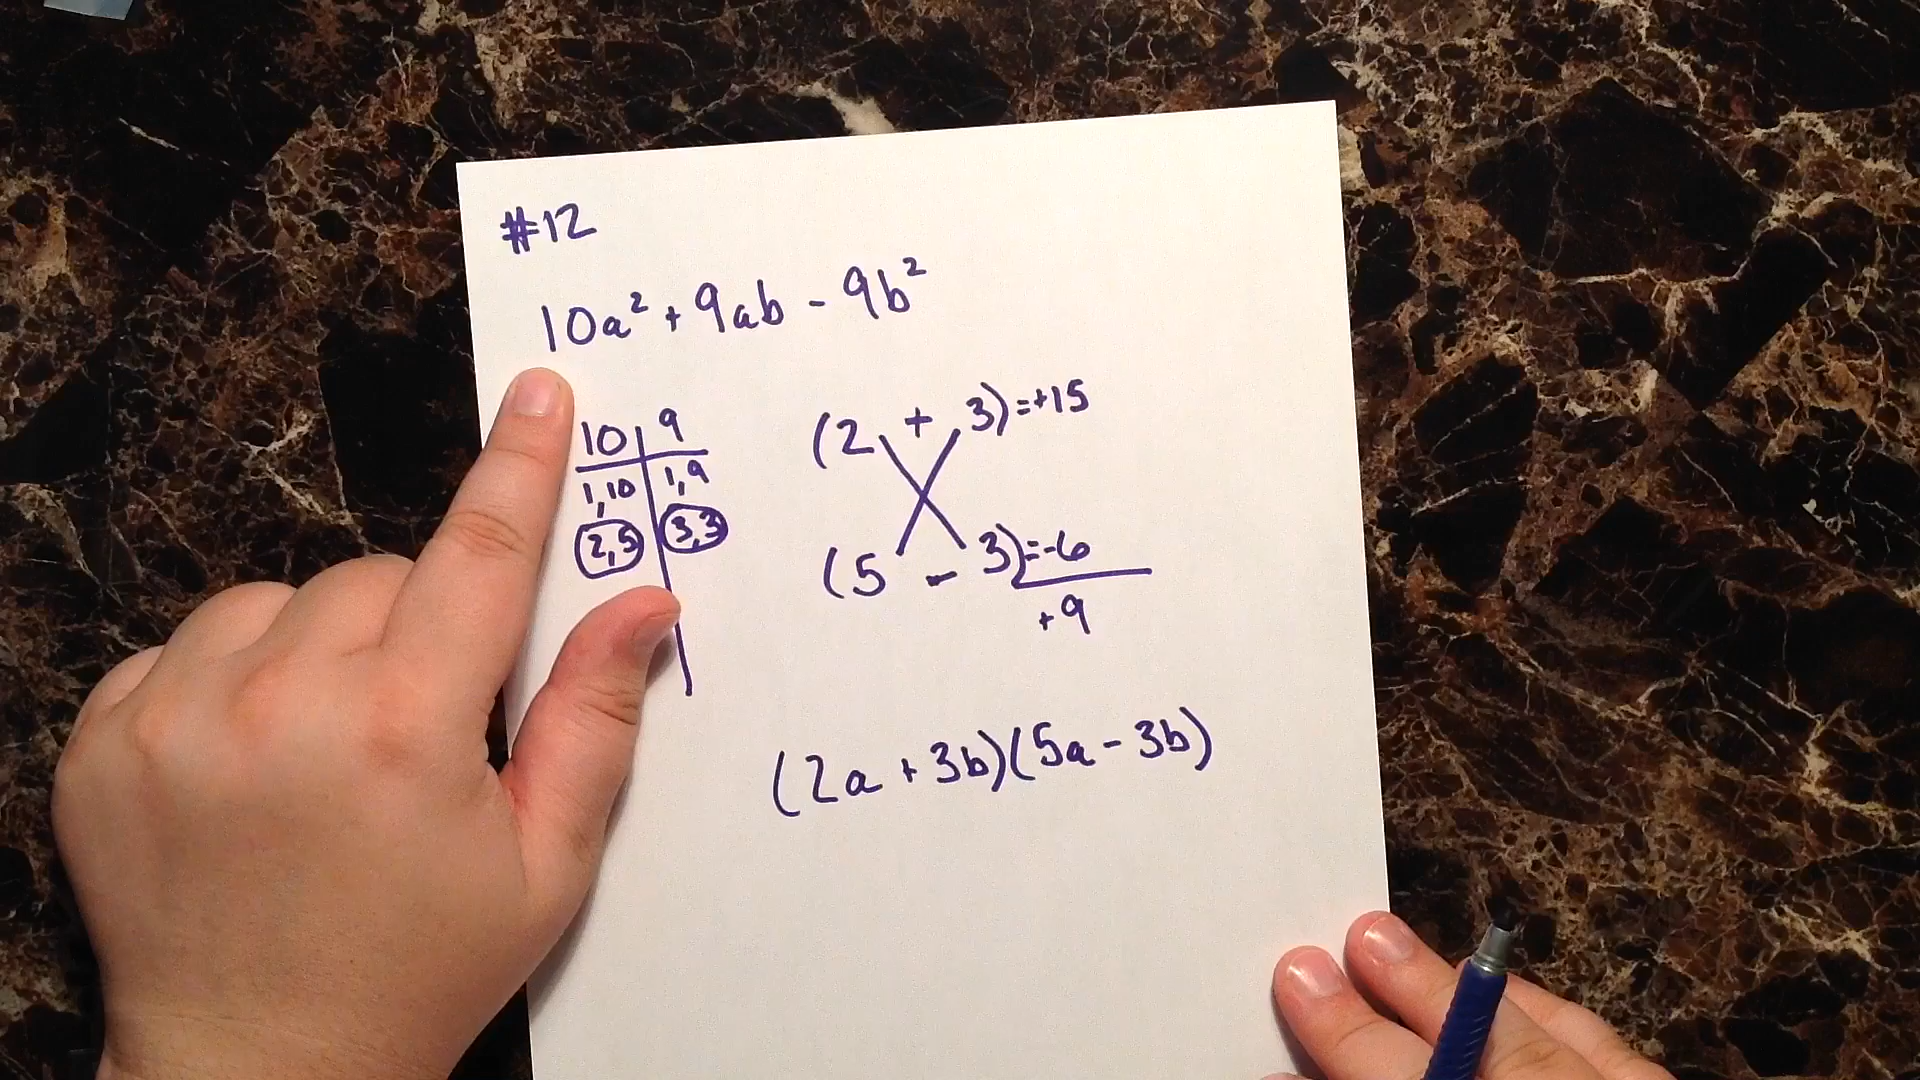 #12
10a² + 9ab - 9b²
10 | 9
1,10 | 1,9
2,5 | 3,3
(2 + 3) = +15
(5 - 3) = -6
+9
(2a + 3b)(5a - 3b)